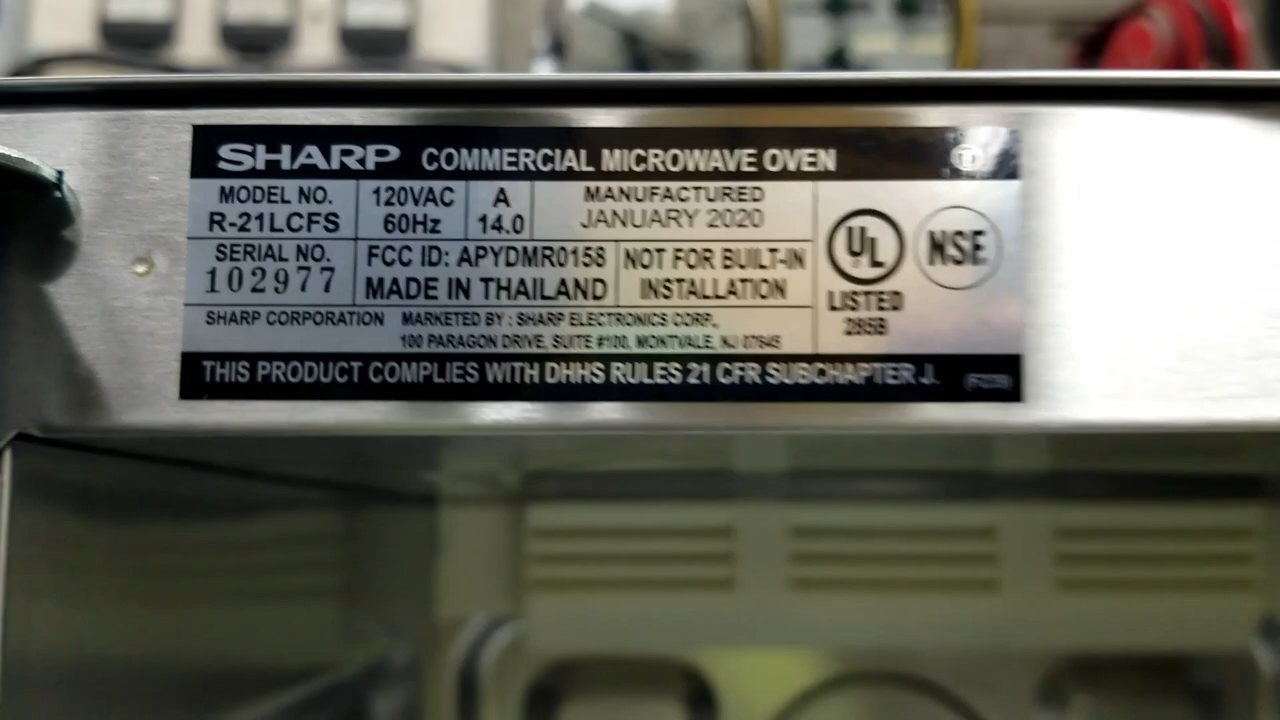 SHARP COMMERCIAL MICROWAVE OVEN
MODEL NO.
R-21LCFS
120VAC
60Hz
A
14.0
MANUFACTURED
JANUARY 2020
SERIAL NO.
102977
FCC ID: APYDMR0158
MADE IN THAILAND
NOT FOR BUILT-IN
INSTALLATION
UL
LISTED
285B
NSF
SHARP CORPORATION MARKETED BY : SHARP ELECTRONICS CORP.,
100 PARAGON DRIVE, SUITE #100, MONTVALE, NJ 07645
THIS PRODUCT COMPLIES WITH DHHS RULES 21 CFR SUBCHAPTER J.